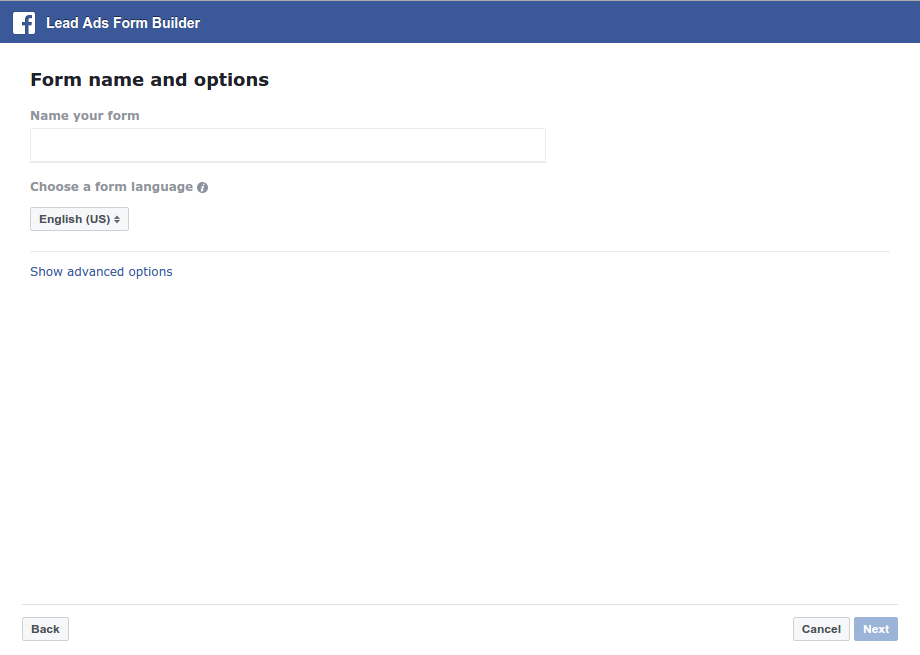 Lead Ads Form Builder
Form name and options
Name your form
Choose a form language
English (US)
Show advanced options
Back
Cancel
Next